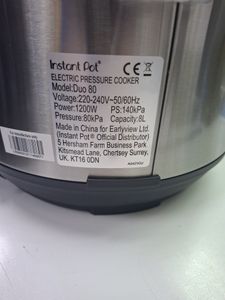 Instant Pot®
ELECTRIC PRESSURE COOKER
Model:Duo 80
Voltage:220-240V~50/60Hz
Power:1200W PS:140kPa
Pressure:80kPa Capacity:8L
Made in China for Earlyview Ltd.
(Instant Pot® Official Distributor)
5 Hersham Farm Business Park
Kitsmead Lane, Chertsey Surrey,
UK. KT16 0DN